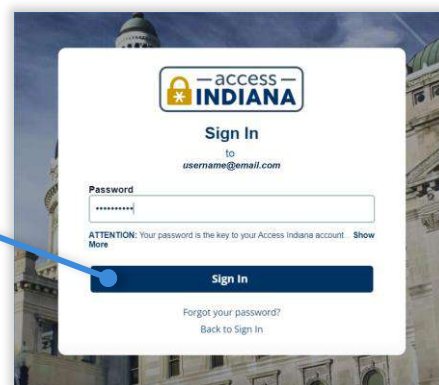 access
INDIANA
Sign In
to
username@email.com
Password
••••••••••
ATTENTION: Your password is the key to your Access Indiana account... Show
More
Sign In
Forgot your password?
Back to Sign In